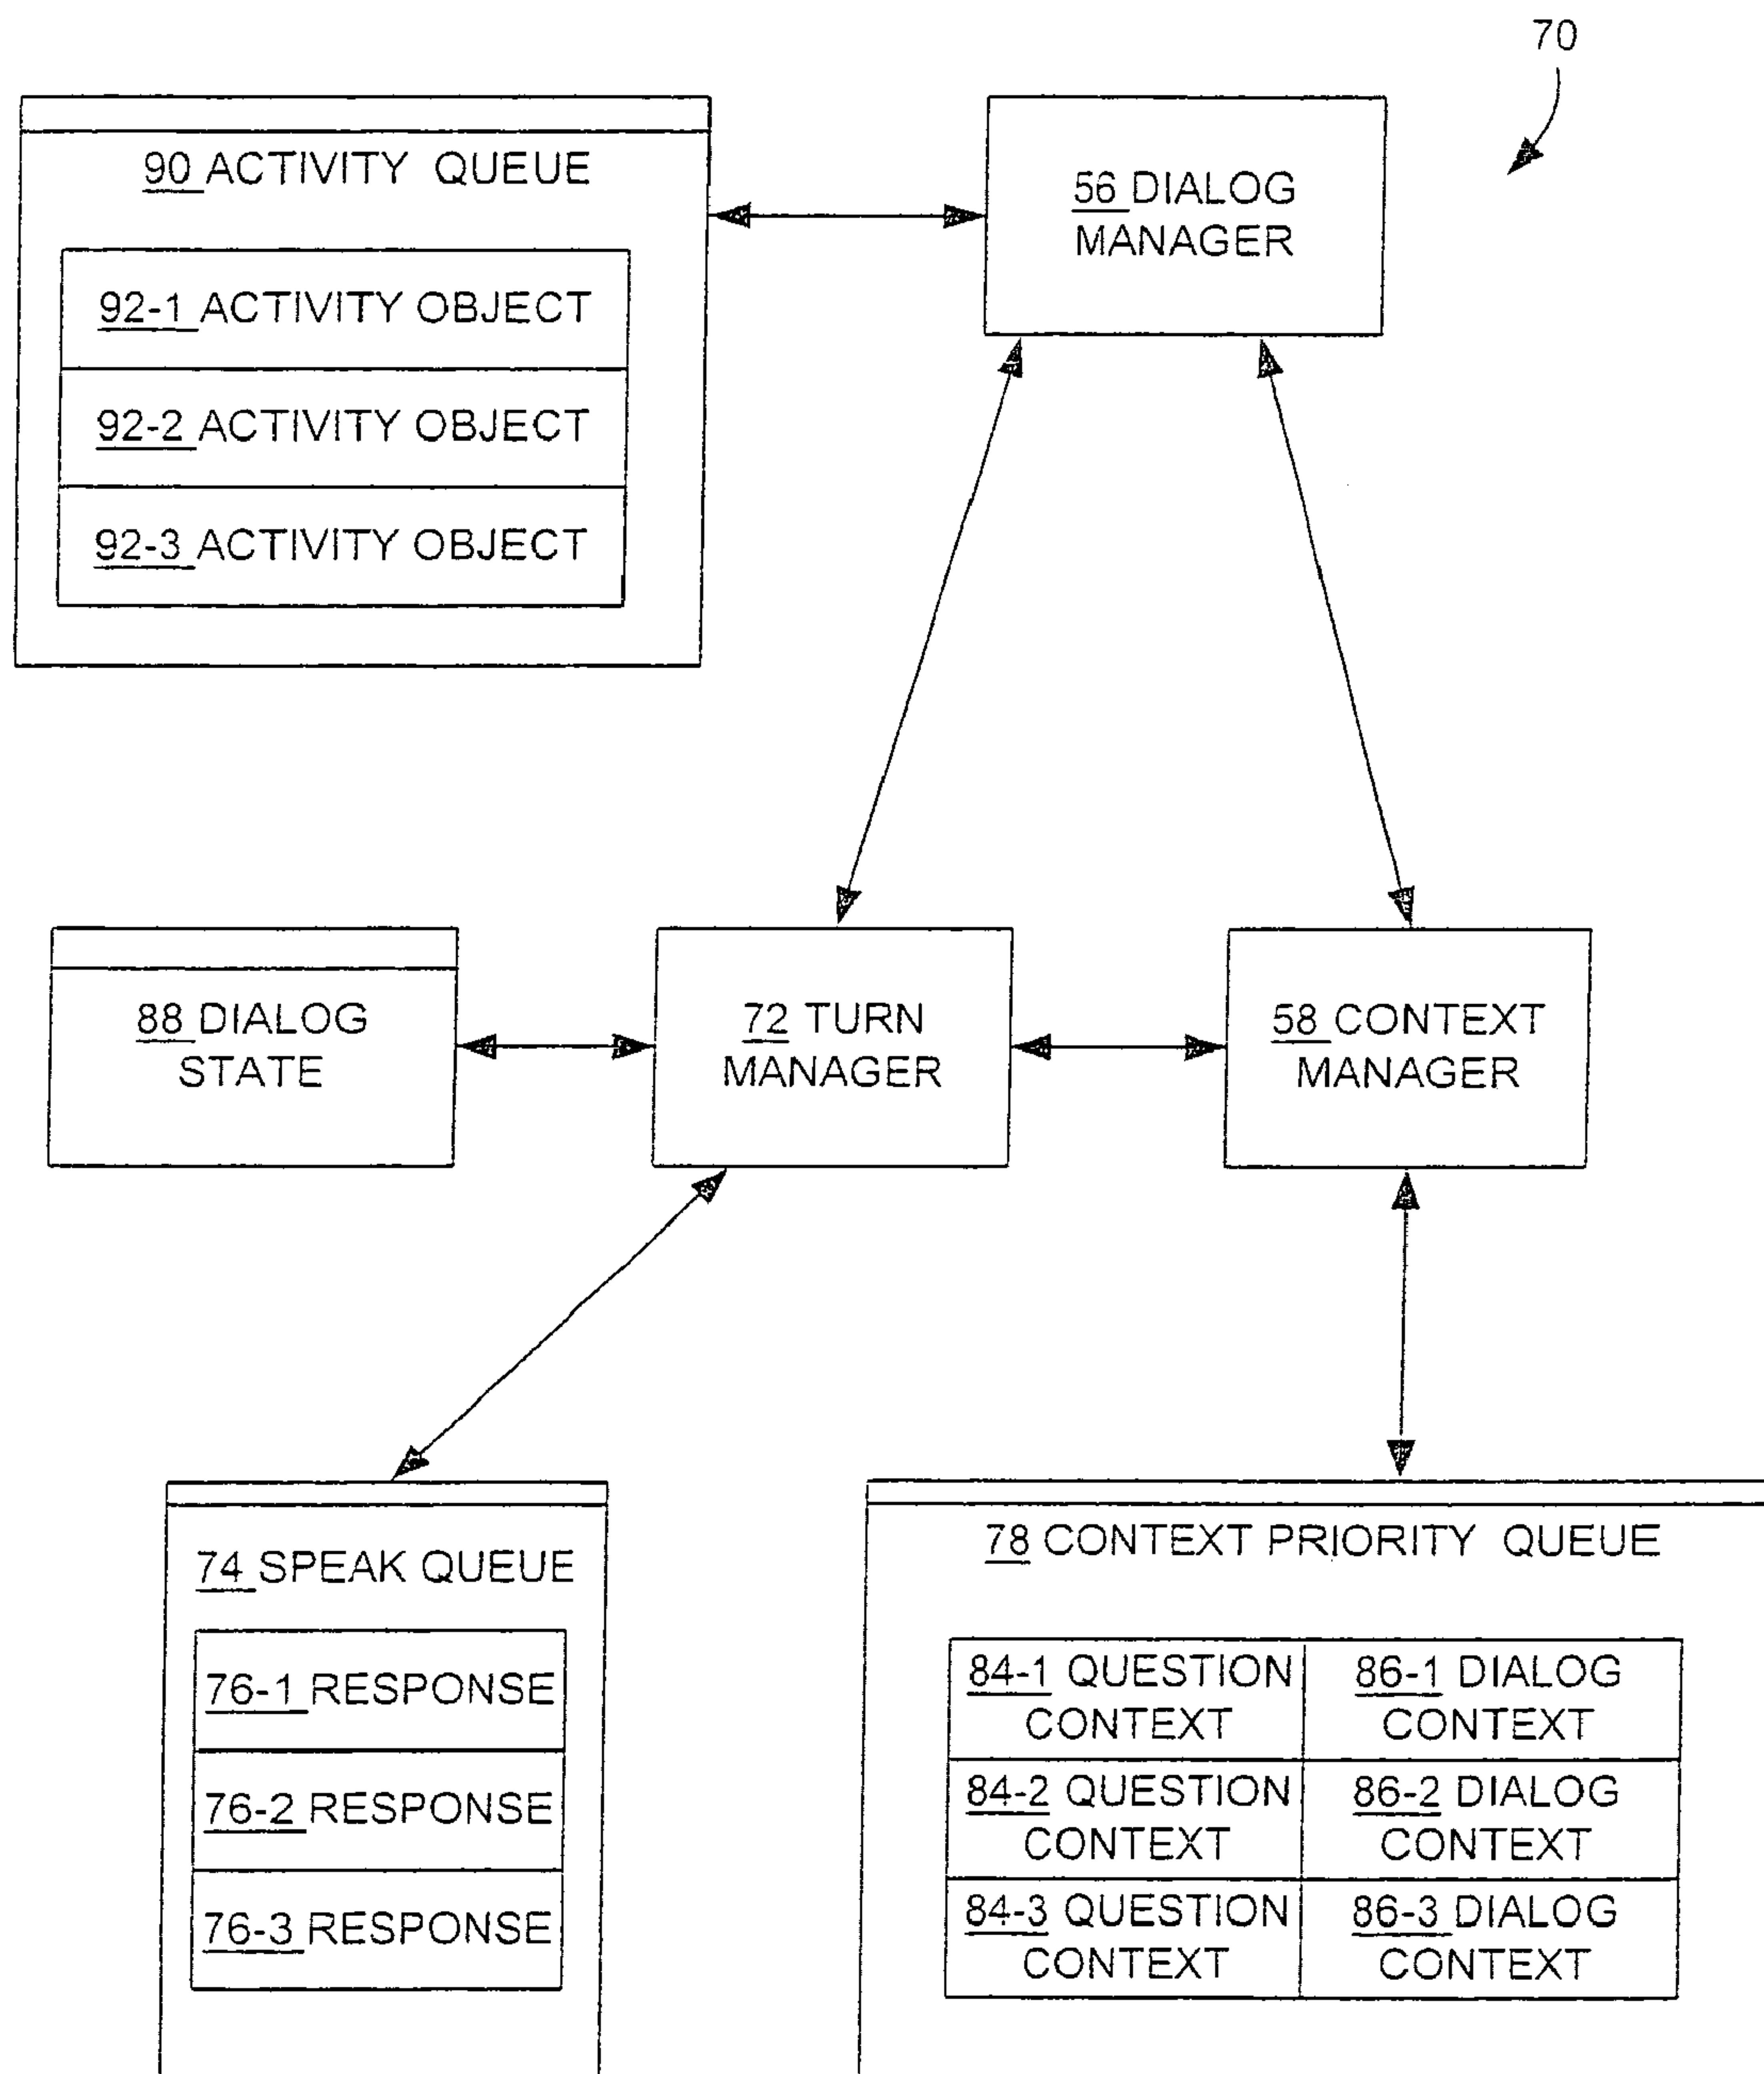 70
90 ACTIVITY QUEUE
92-1 ACTIVITY OBJECT
92-2 ACTIVITY OBJECT
92-3 ACTIVITY OBJECT
56 DIALOG
MANAGER
88 DIALOG
STATE
72 TURN
MANAGER
58 CONTEXT
MANAGER
74 SPEAK QUEUE
76-1 RESPONSE
76-2 RESPONSE
76-3 RESPONSE
78 CONTEXT PRIORITY QUEUE
84-1 QUESTION
CONTEXT
86-1 DIALOG
CONTEXT
84-2 QUESTION
CONTEXT
86-2 DIALOG
CONTEXT
84-3 QUESTION
CONTEXT
86-3 DIALOG
CONTEXT